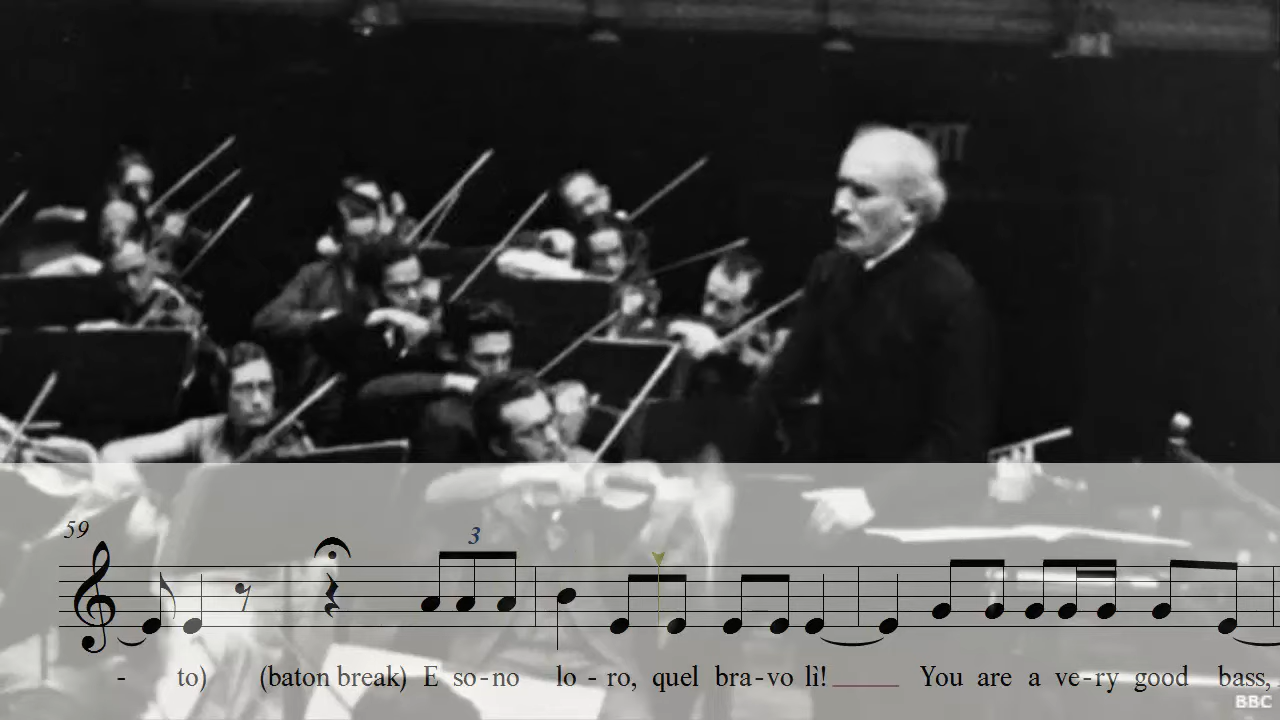 EXIT
59
3
- to) (baton break) E so-no lo-ro, quel bra-vo lì! You are a ve-ry good bass,
BBC